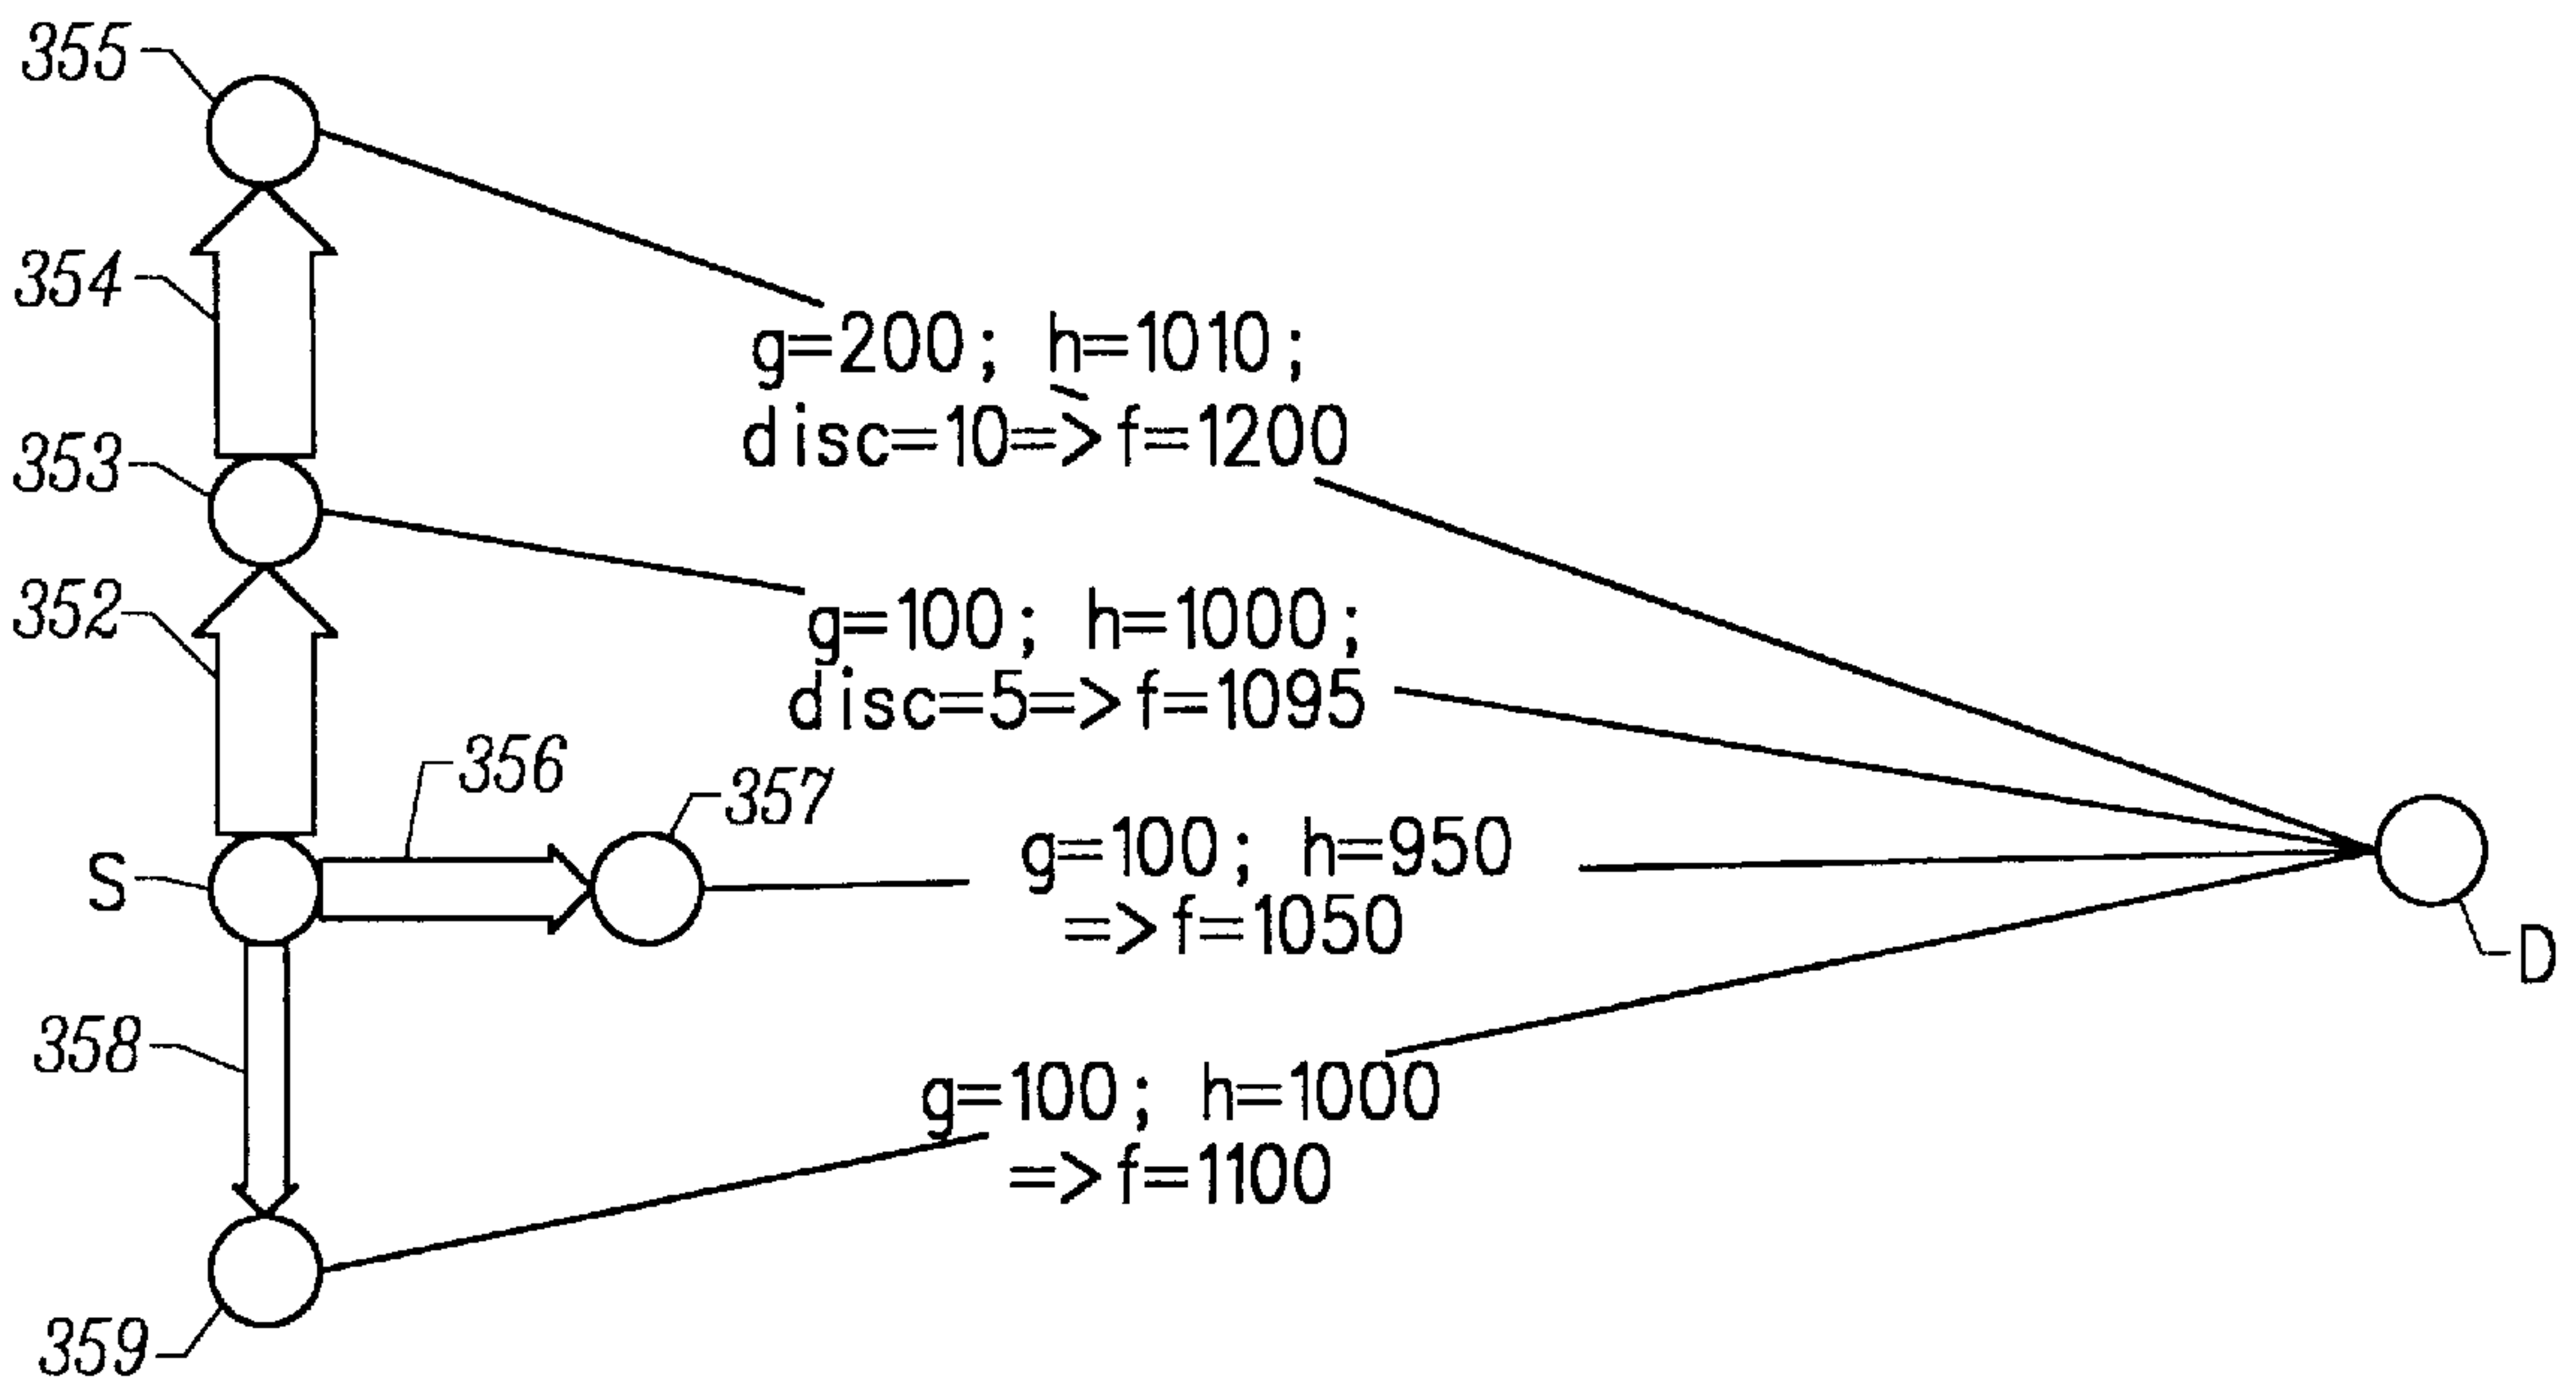 355
354
g=200; h=1010;
disc=10=>f=1200
353
352
g=100; h=1000;
disc=5=>f=1095
356
357
S
g=100; h=950
=>f=1050
D
358
g=100; h=1000
=>f=1100
359